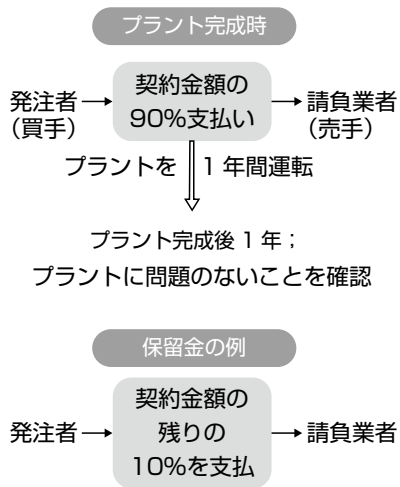 プラント完成時
発注者
(買手)
契約金額の
90%支払い
請負業者
(売手)
プラントを
1年間運転
プラント完成後1年;
プラントに問題のないことを確認
保留金の例
発注者
契約金額の
残りの
10%を支払
請負業者